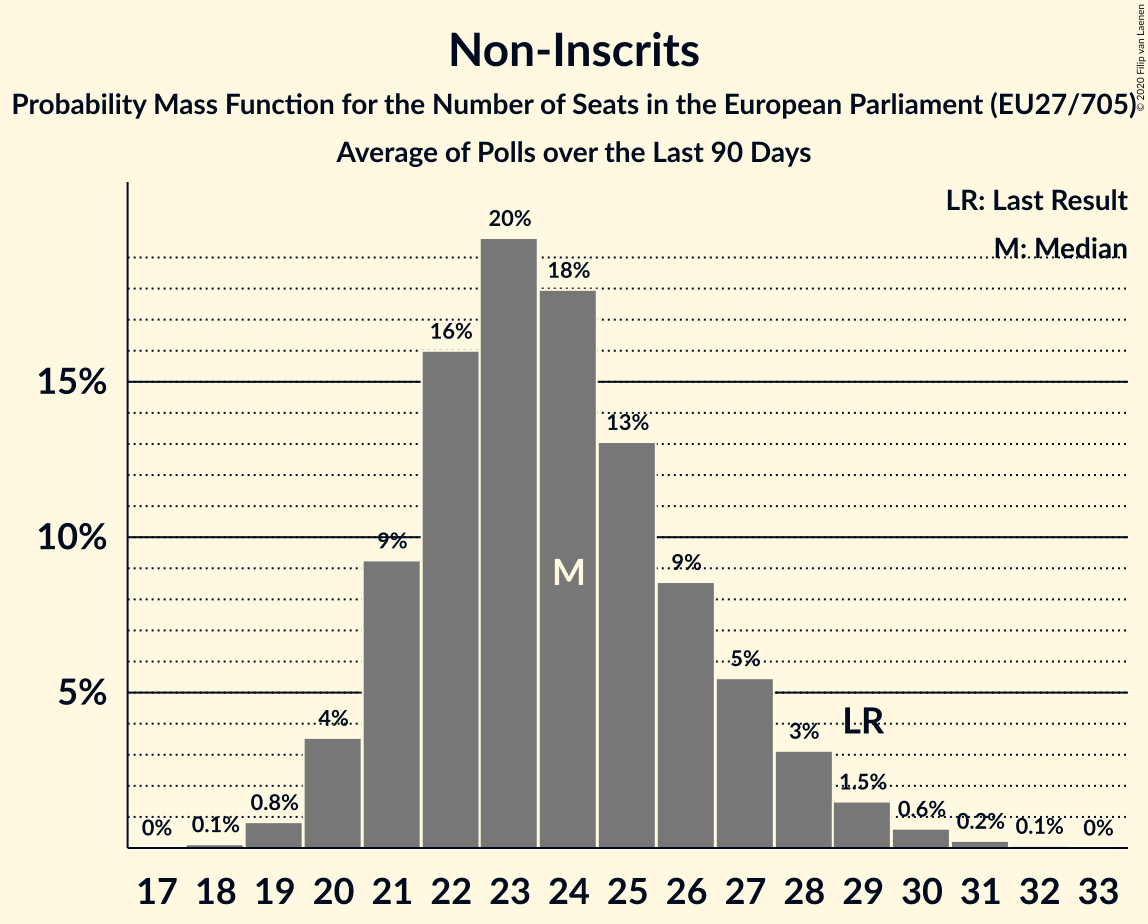 Non-Inscrits
Probability Mass Function for the Number of Seats in the European Parliament (EU27/705)
Average of Polls over the Last 90 Days
© 2020 Filip van Laenen
LR: Last Result
M: Median
20%
18%
16%
15%
13%
10%
9%
9%
M
5%
5%
4%
3%
LR
1.5%
0.8%
0.6%
0.2%
0.1%
0.1%
0%
0%
17 18 19 20 21 22 23 24 25 26 27 28 29 30 31 32 33